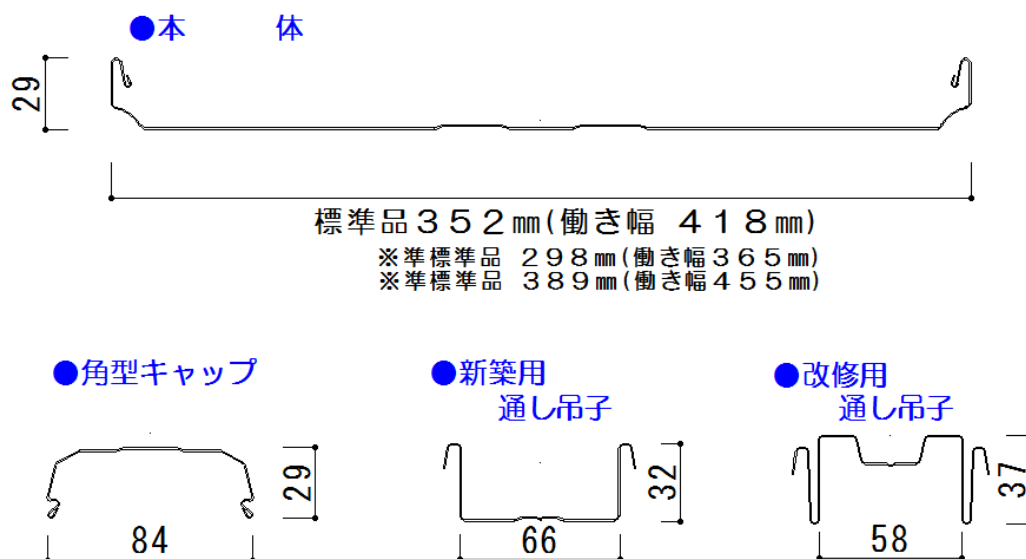 ●本 体
29
標準品352㎜(働き幅 418㎜)
※準標準品 298㎜(働き幅365㎜)
※準標準品 389㎜(働き幅455㎜)
●角型キャップ
29
84
●新築用
通し吊子
32
66
●改修用
通し吊子
37
58